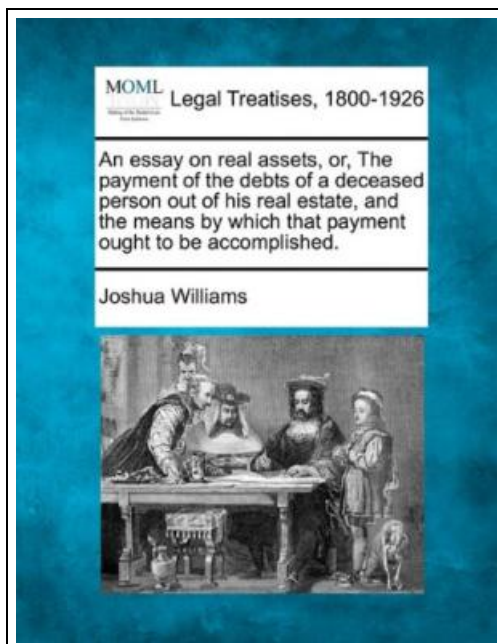 MOML
Legal Treatises, 1800-1926
An essay on real assets, or, The
payment of the debts of a deceased
person out of his real estate, and
the means by which that payment
ought to be accomplished.
Joshua Williams